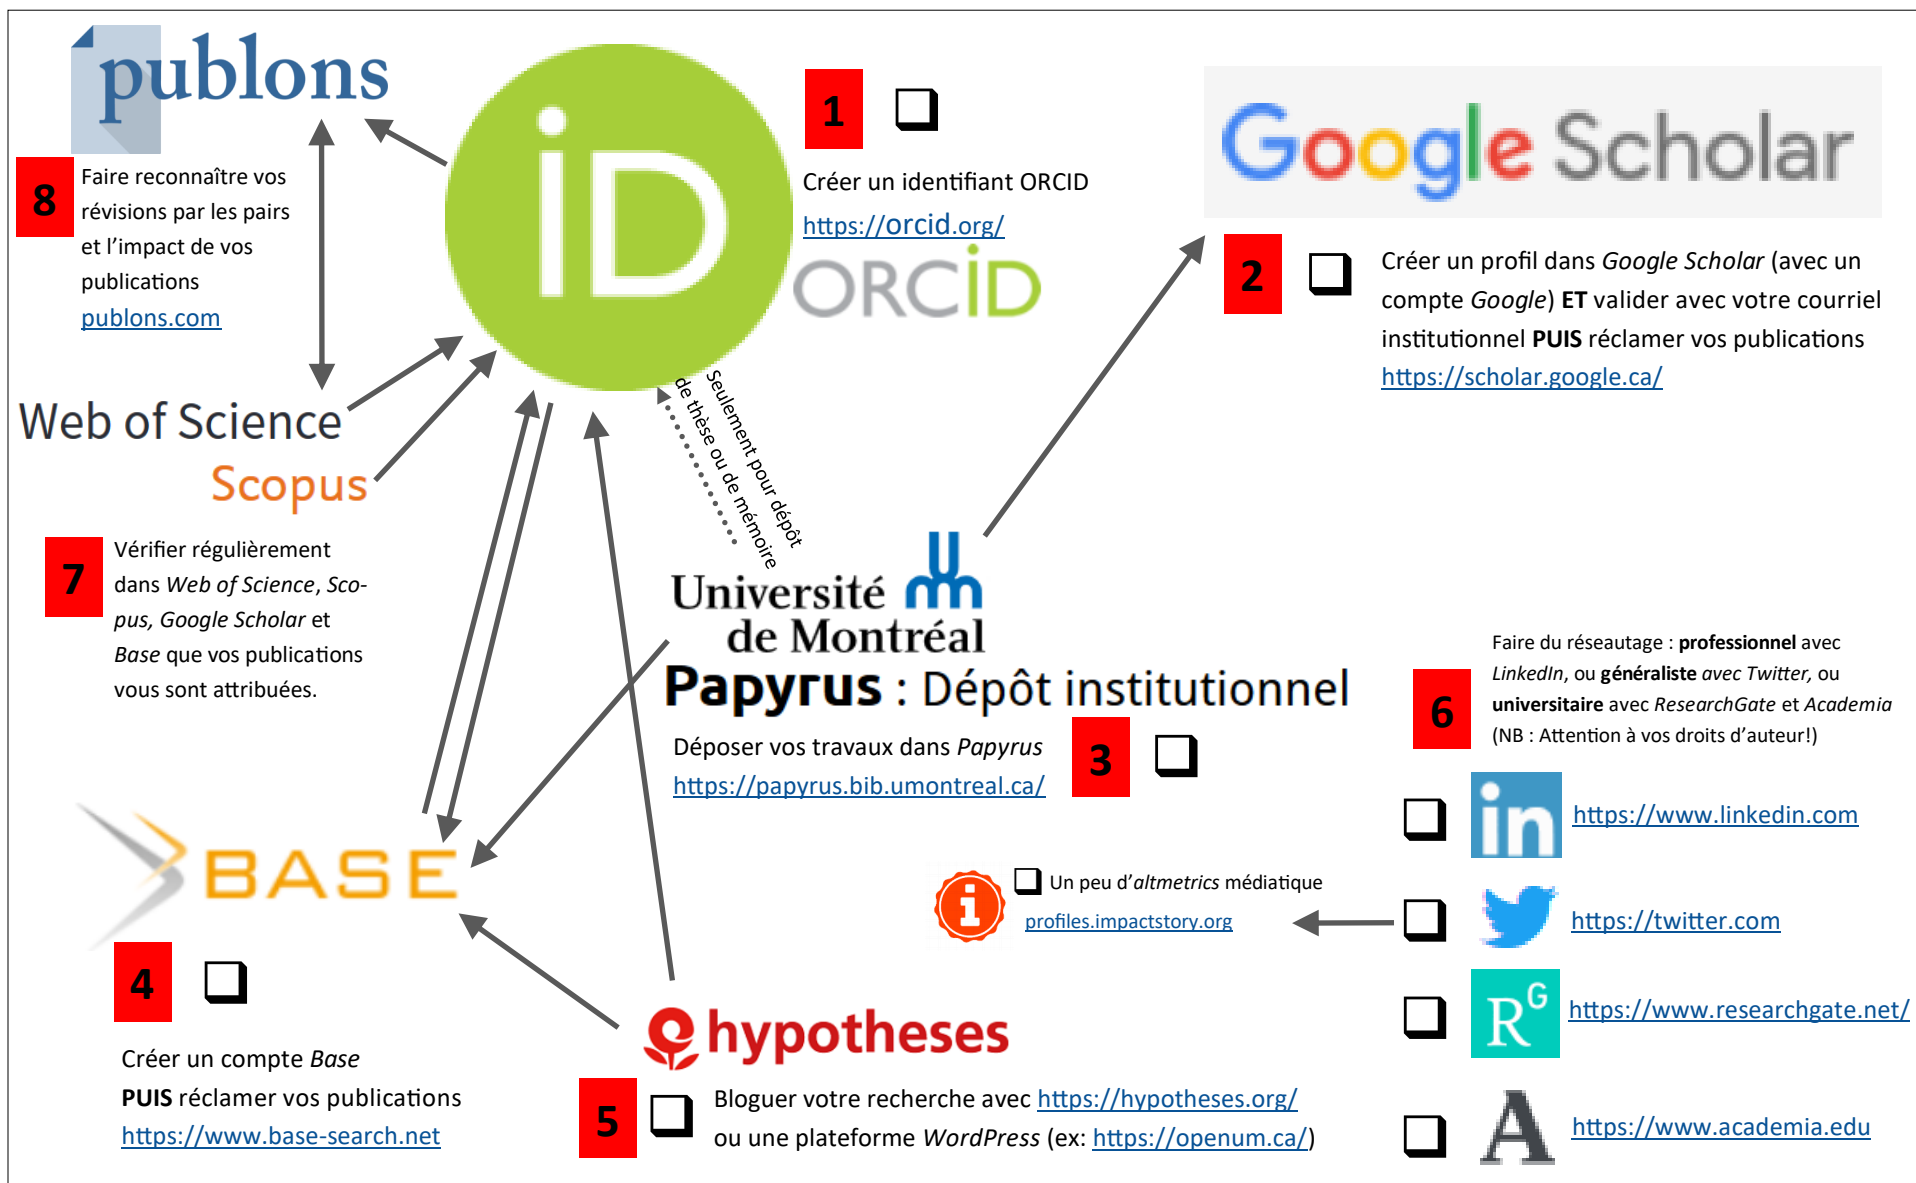 publons
8
Faire reconnaître vos
révisions par les pairs
et l’impact de vos
publications
publons.com
iD
1
Créer un identifiant ORCID
https://orcid.org/
ORCiD
Google Scholar
2
Créer un profil dans Google Scholar (avec un
compte Google) ET valider avec votre courriel
institutionnel PUIS réclamer vos publications
https://scholar.google.ca/
Web of Science
Scopus
7
Vérifier régulièrement
dans Web of Science, Sco-
pus, Google Scholar et
Base que vos publications
vous sont attribuées.
Seulement pour dépôt
de thèse ou de mémoire
Université
de Montréal
Papyrus : Dépôt institutionnel
Déposer vos travaux dans Papyrus
https://papyrus.bib.umontreal.ca/
3
BASE
4
Créer un compte Base
PUIS réclamer vos publications
https://www.base-search.net
hypotheses
5
Bloguer votre recherche avec https://hypotheses.org/
ou une plateforme WordPress (ex: https://openum.ca/)
6
Faire du réseautage : professionnel avec
LinkedIn, ou généraliste avec Twitter, ou
universitaire avec ResearchGate et Academia
(NB : Attention à vos droits d’auteur!)
in
https://www.linkedin.com
i
Un peu d’altmetrics médiatique
profiles.impactstory.org
https://twitter.com
RG
https://www.researchgate.net/
A
https://www.academia.edu